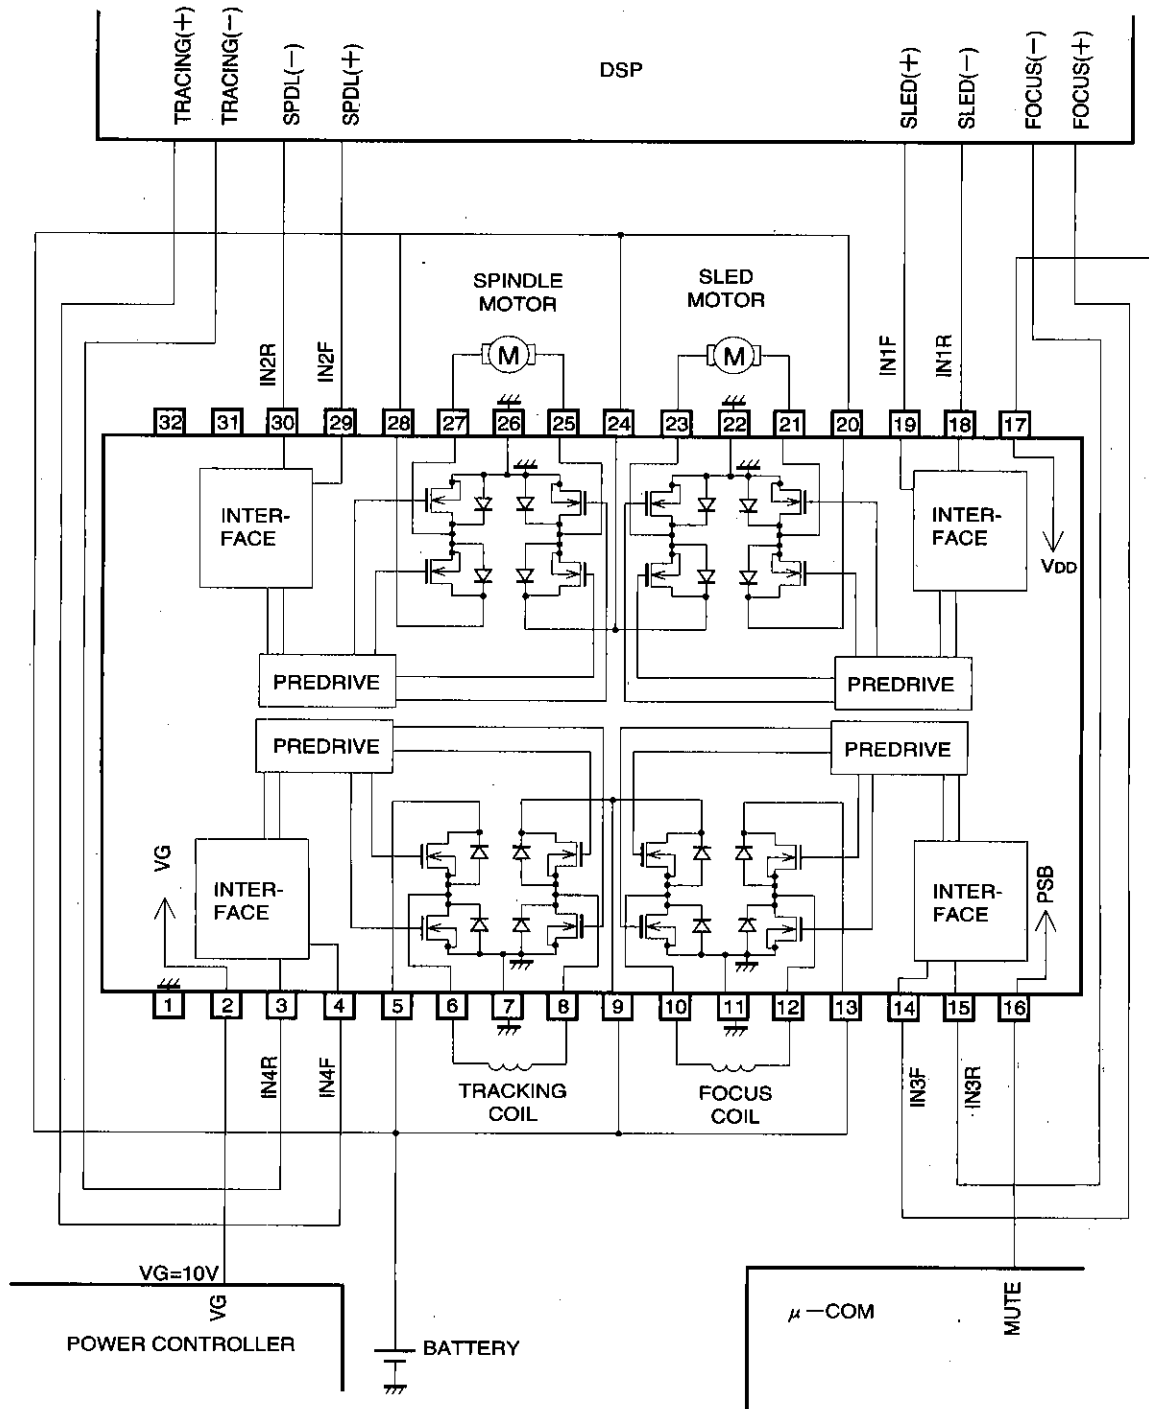 TRACING(+)
TRACING(−)
SPDL(−)
SPDL(+)
DSP
SLED(+)
SLED(−)
FOCUS(−)
FOCUS(+)
SPINDLE
MOTOR
SLED
MOTOR
M
M
IN2R
IN2F
IN1F
IN1R
32
31
30
29
28
27
26
25
24
23
22
21
20
19
18
17
INTER-
FACE
INTER-
FACE
VDD
PREDRIVE
PREDRIVE
PREDRIVE
PREDRIVE
VG
INTER-
FACE
INTER-
FACE
PSB
1
2
3
4
5
6
7
8
9
10
11
12
13
14
15
16
IN4R
IN4F
TRACKING
COIL
FOCUS
COIL
IN3F
IN3R
VG=10V
VG
POWER CONTROLLER
BATTERY
μ−COM
MUTE